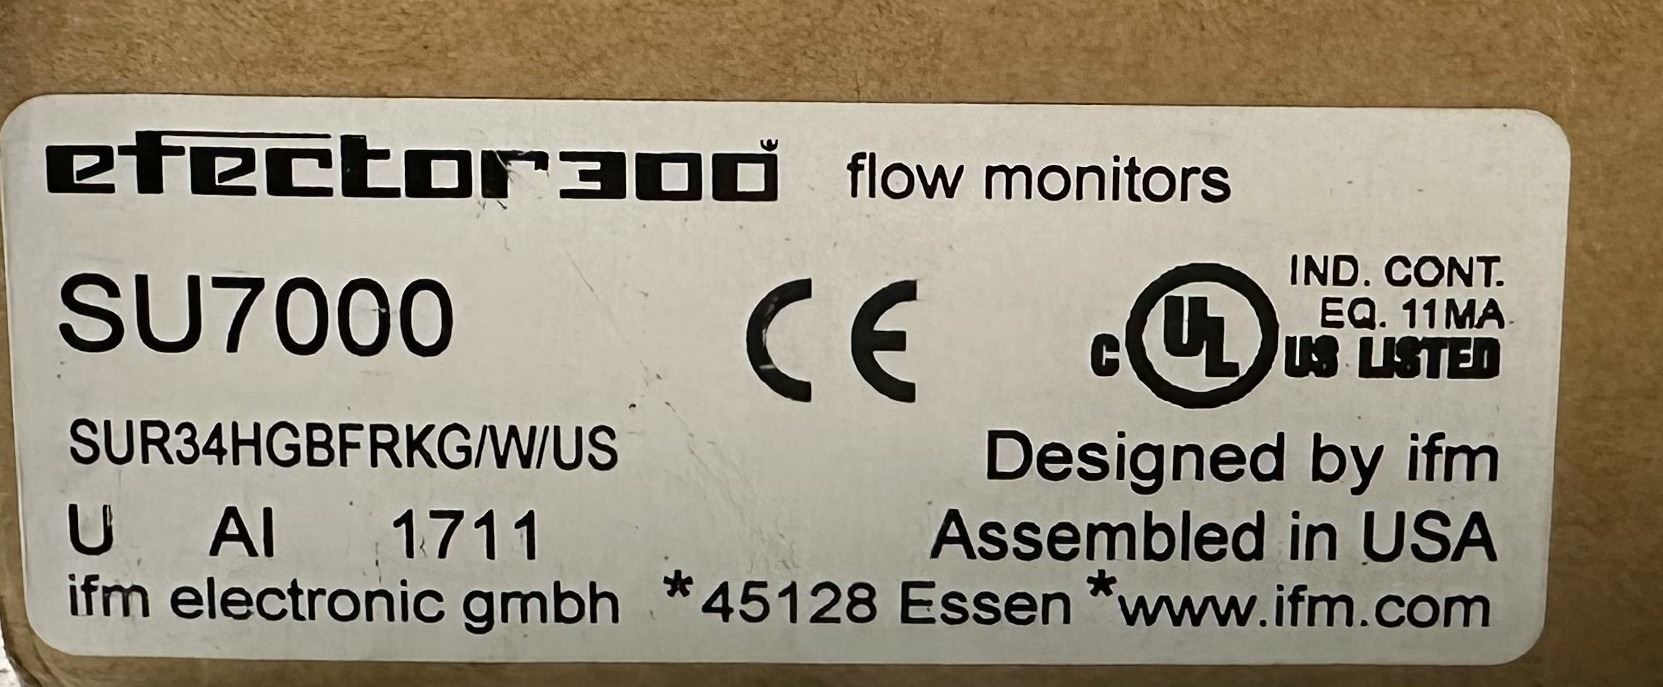 efector300 flow monitors
SU7000
CE
IND. CONT.
EQ. 11MA
C UL US LISTED
SUR34HGBFRKG/W/US
Designed by ifm
U AI 1711
Assembled in USA
ifm electronic gmbh *45128 Essen *www.ifm.com